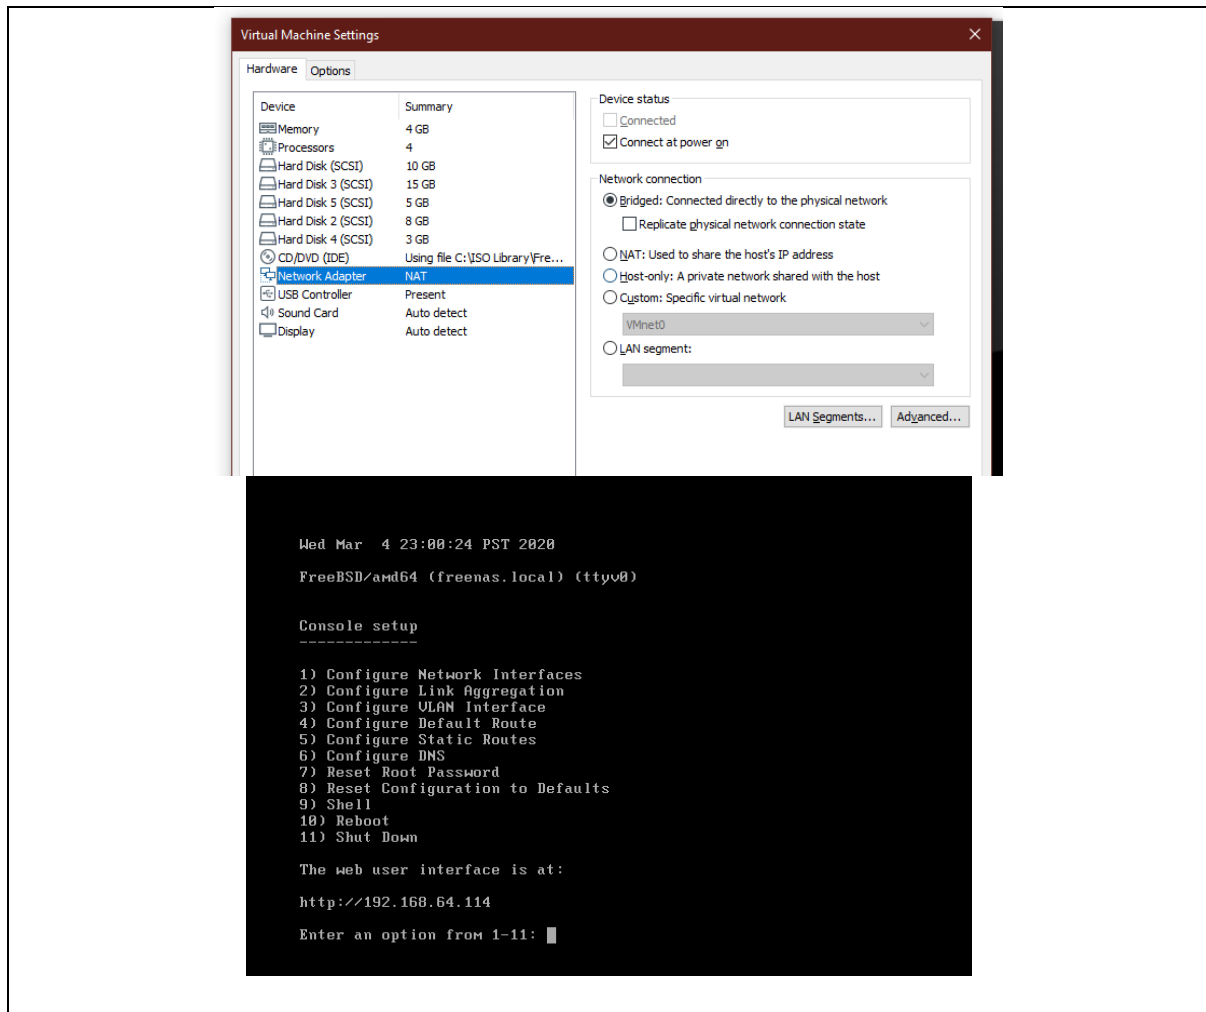 Virtual Machine Settings
Hardware Options
Device Summary
Memory 4 GB
Processors 4
Hard Disk (SCSI) 10 GB
Hard Disk 3 (SCSI) 15 GB
Hard Disk 5 (SCSI) 5 GB
Hard Disk 2 (SCSI) 8 GB
Hard Disk 4 (SCSI) 3 GB
CD/DVD (IDE) Using file C:\ISO Library\Fre...
Network Adapter NAT
USB Controller Present
Sound Card Auto detect
Display Auto detect
Device status
Connected
Connect at power on
Network connection
Bridged: Connected directly to the physical network
Replicate physical network connection state
NAT: Used to share the host's IP address
Host-only: A private network shared with the host
Custom: Specific virtual network
VMnet0
LAN segment:
LAN Segments... Advanced...
Wed Mar 4 23:00:24 PST 2020
FreeBSD/amd64 (freenas.local) (ttyv0)
Console setup
-------------
1) Configure Network Interfaces
2) Configure Link Aggregation
3) Configure VLAN Interface
4) Configure Default Route
5) Configure Static Routes
6) Configure DNS
7) Reset Root Password
8) Reset Configuration to Defaults
9) Shell
10) Reboot
11) Shut Down
The web user interface is at:
http://192.168.64.114
Enter an option from 1-11: